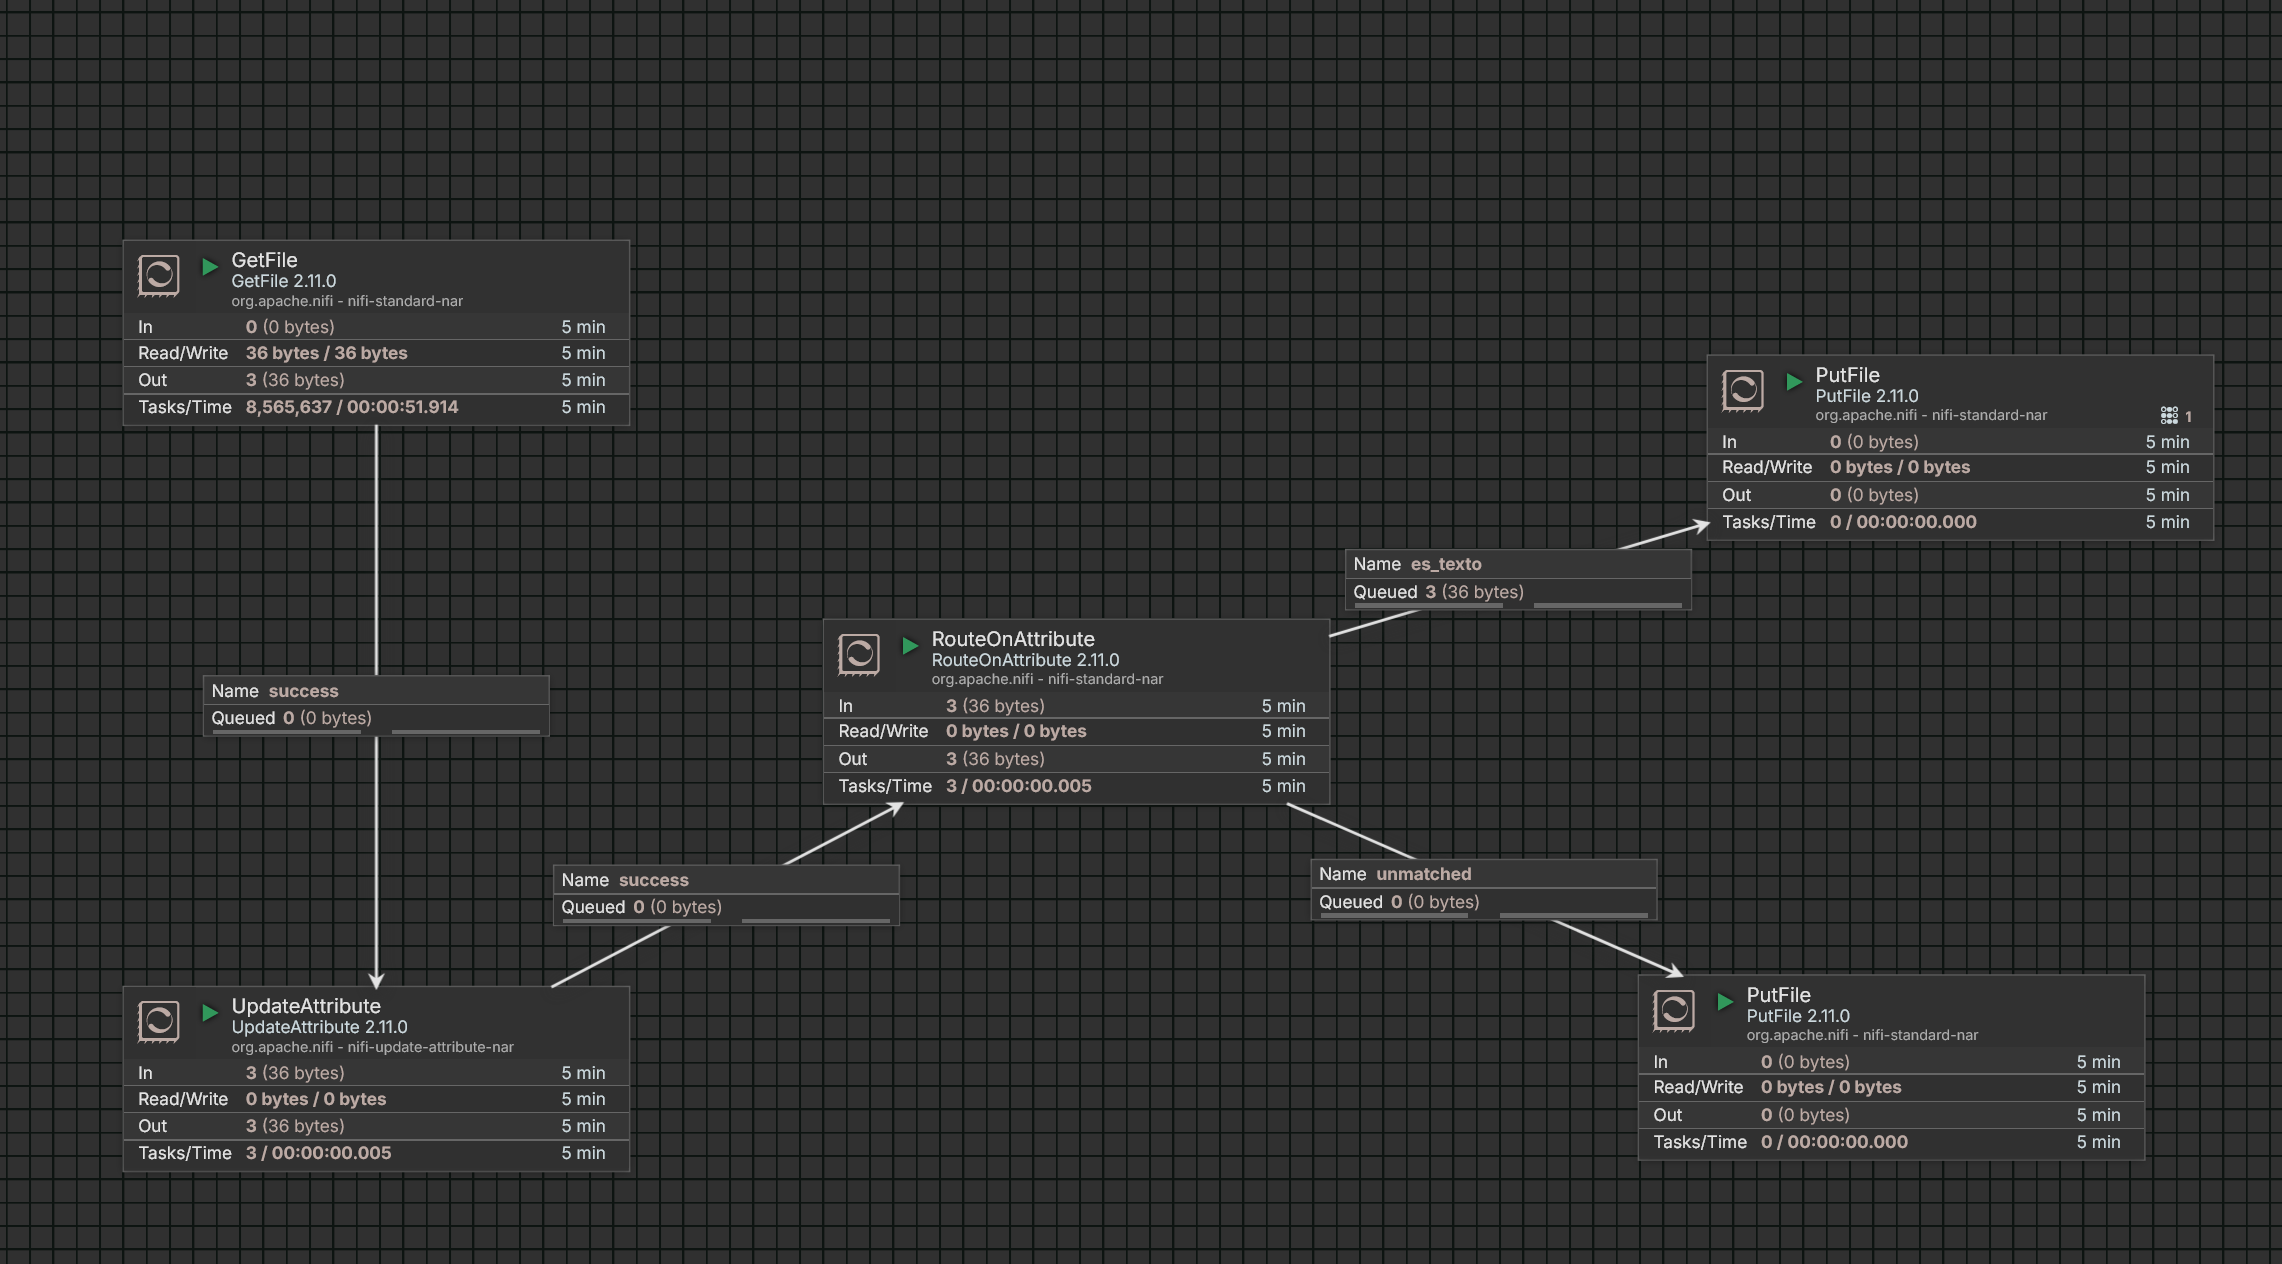 GetFile
GetFile 2.11.0
org.apache.nifi - nifi-standard-nar
In 0 (0 bytes) 5 min
Read/Write 36 bytes / 36 bytes 5 min
Out 3 (36 bytes) 5 min
Tasks/Time 8,565,637 / 00:00:51.914 5 min
Name success
Queued 0 (0 bytes)
UpdateAttribute
UpdateAttribute 2.11.0
org.apache.nifi - nifi-update-attribute-nar
In 3 (36 bytes) 5 min
Read/Write 0 bytes / 0 bytes 5 min
Out 3 (36 bytes) 5 min
Tasks/Time 3 / 00:00:00.005 5 min
Name success
Queued 0 (0 bytes)
RouteOnAttribute
RouteOnAttribute 2.11.0
org.apache.nifi - nifi-standard-nar
In 3 (36 bytes) 5 min
Read/Write 0 bytes / 0 bytes 5 min
Out 3 (36 bytes) 5 min
Tasks/Time 3 / 00:00:00.005 5 min
Name es_texto
Queued 3 (36 bytes)
PutFile
PutFile 2.11.0
org.apache.nifi - nifi-standard-nar
1
In 0 (0 bytes) 5 min
Read/Write 0 bytes / 0 bytes 5 min
Out 0 (0 bytes) 5 min
Tasks/Time 0 / 00:00:00.000 5 min
Name unmatched
Queued 0 (0 bytes)
PutFile
PutFile 2.11.0
org.apache.nifi - nifi-standard-nar
In 0 (0 bytes) 5 min
Read/Write 0 bytes / 0 bytes 5 min
Out 0 (0 bytes) 5 min
Tasks/Time 0 / 00:00:00.000 5 min